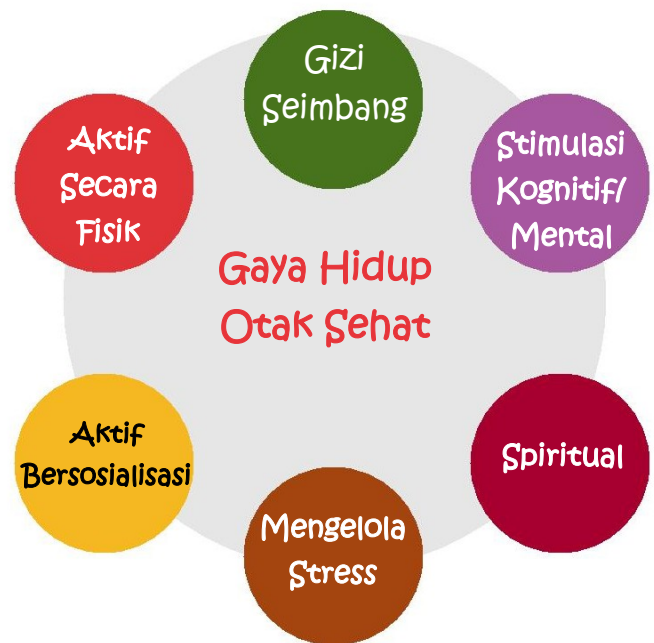 Gizi
Seimbang
Stimulasi
Kognitif/
Mental
Spiritual
Mengelola
Stress
Aktif
Bersosialisasi
Aktif
Secara
Fisik
Gaya Hidup
Otak Sehat